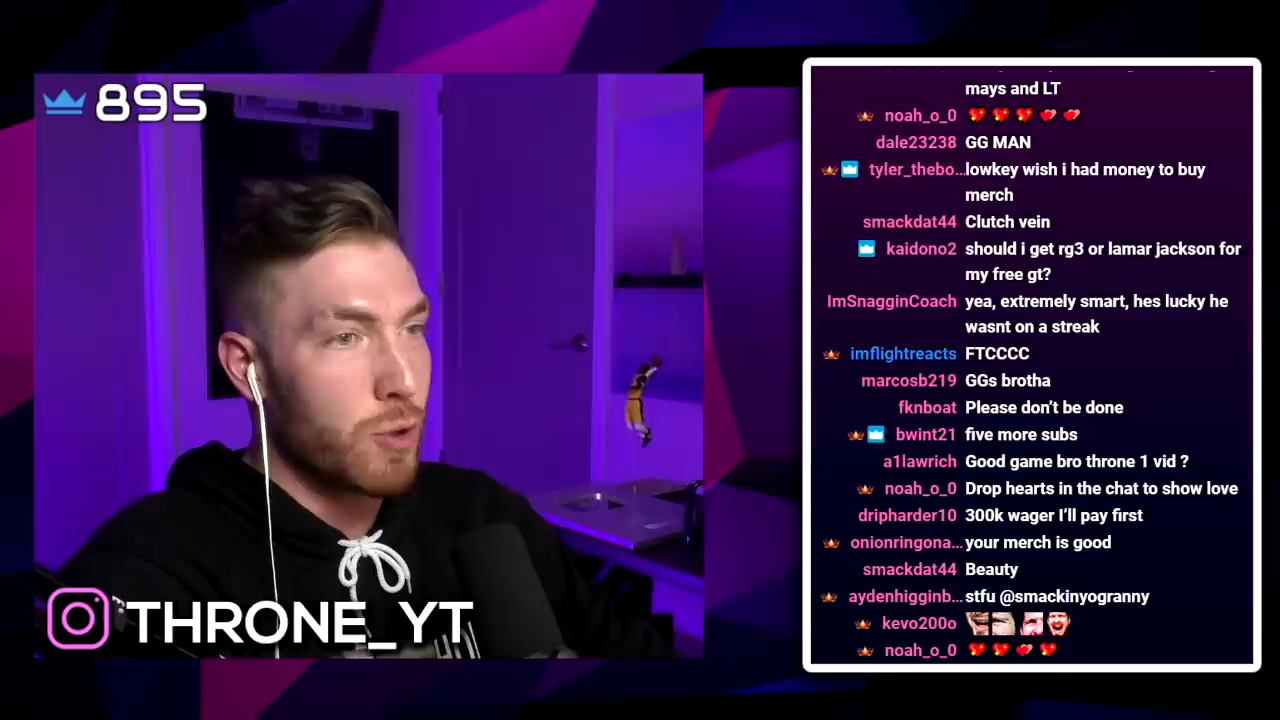 895
THRONE_YT
mays and LT
noah_o_0
dale23238 GG MAN
tyler_thebo... lowkey wish i had money to buy
merch
smackdat44 Clutch vein
kaidono2 should i get rg3 or lamar jackson for
my free gt?
ImSnagginCoach yea, extremely smart, hes lucky he
wasnt on a streak
imflightreacts FTCCCC
marcosb219 GGs brotha
fknboat Please don’t be done
bwint21 five more subs
a1lawrich Good game bro throne 1 vid ?
noah_o_0 Drop hearts in the chat to show love
dripharder10 300k wager I’ll pay first
onionringona... your merch is good
smackdat44 Beauty
aydenhigginb... stfu @smackinyogranny
kevo200o
noah_o_0